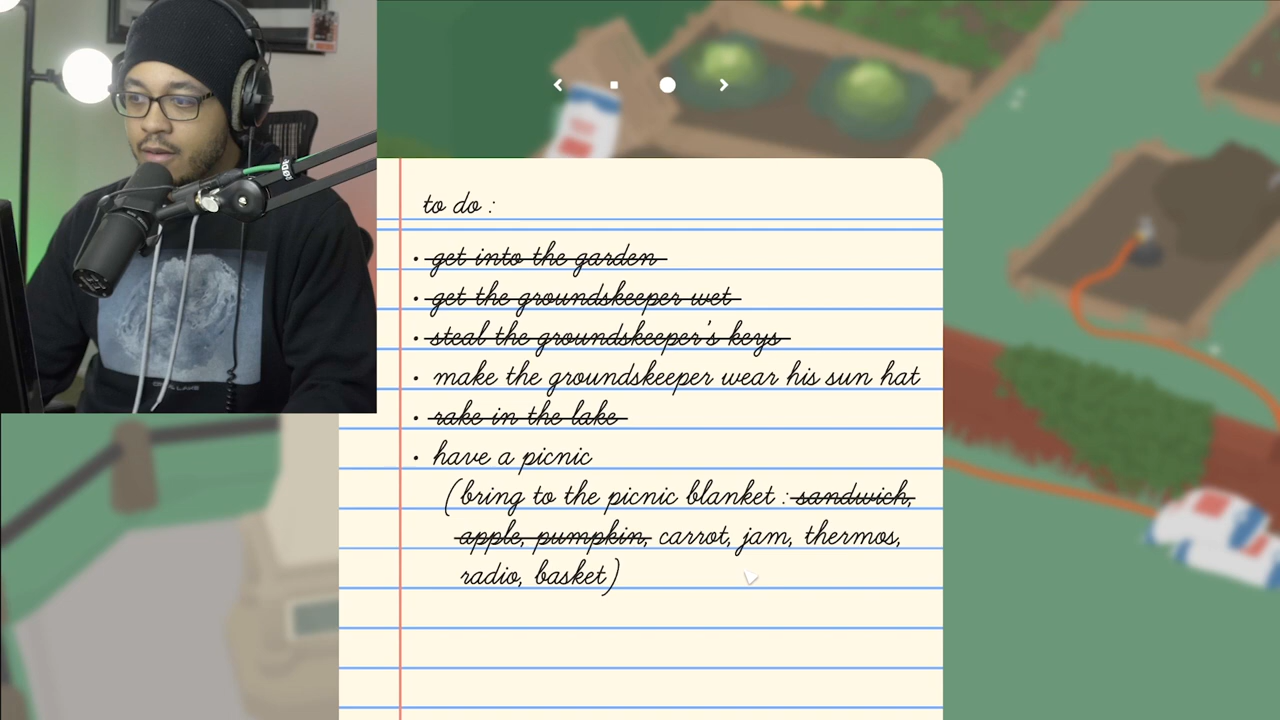 to do :
• get into the garden
• get the groundskeeper wet
• steal the groundskeeper's keys
• make the groundskeeper wear his sun hat
• rake in the lake
• have a picnic
(bring to the picnic blanket : sandwich,
apple, pumpkin, carrot, jam, thermos,
radio, basket)